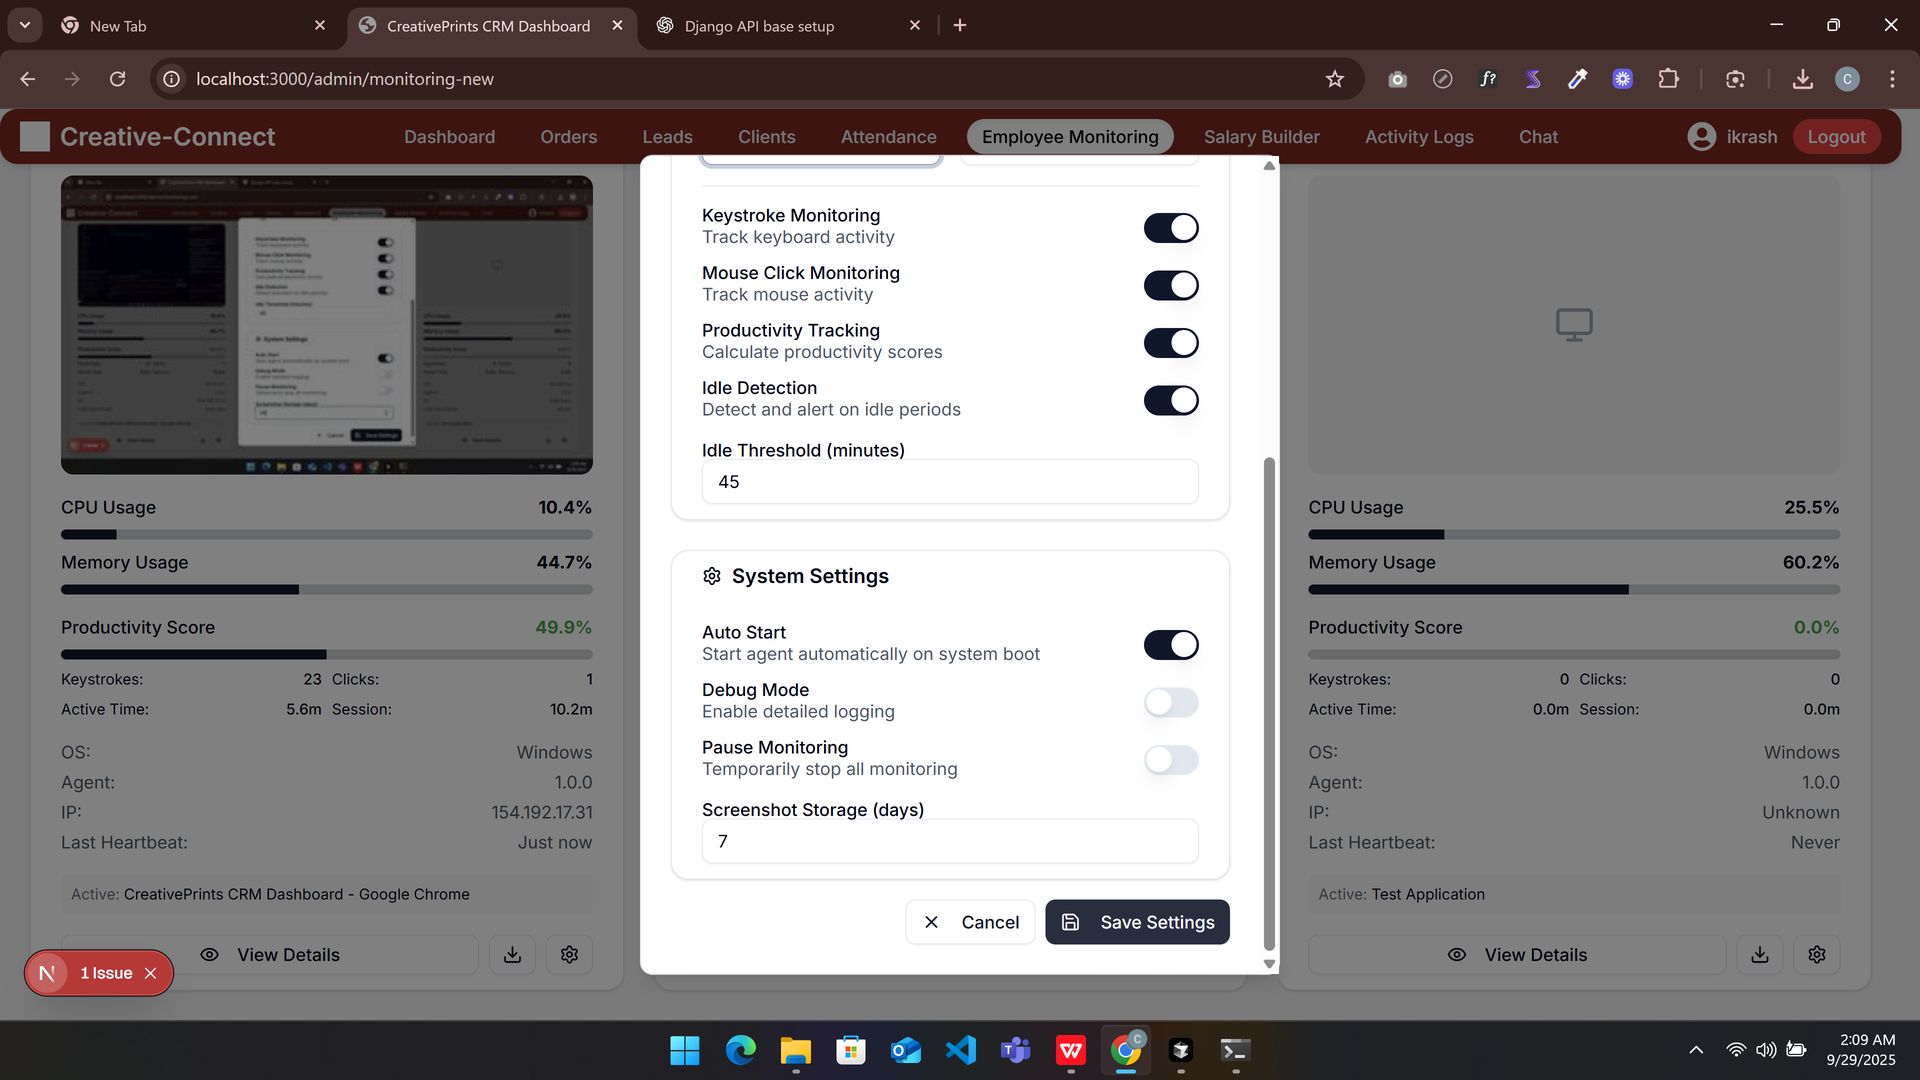 New Tab
CreativePrints CRM Dashboard
Django API base setup
localhost:3000/admin/monitoring-new
f?
C
Creative-Connect
Dashboard
Orders
Leads
Clients
Attendance
Employee Monitoring
Salary Builder
Activity Logs
Chat
ikrash
Logout
CPU Usage 10.4%
Memory Usage 44.7%
Productivity Score 49.9%
Keystrokes: 23 Clicks: 1
Active Time: 5.6m Session: 10.2m
OS: Windows
Agent: 1.0.0
IP: 154.192.17.31
Last Heartbeat: Just now
Active: CreativePrints CRM Dashboard - Google Chrome
View Details
N 1 Issue
Keystroke Monitoring
Track keyboard activity
Mouse Click Monitoring
Track mouse activity
Productivity Tracking
Calculate productivity scores
Idle Detection
Detect and alert on idle periods
Idle Threshold (minutes)
45
System Settings
Auto Start
Start agent automatically on system boot
Debug Mode
Enable detailed logging
Pause Monitoring
Temporarily stop all monitoring
Screenshot Storage (days)
7
Cancel
Save Settings
CPU Usage 25.5%
Memory Usage 60.2%
Productivity Score 0.0%
Keystrokes: 0 Clicks: 0
Active Time: 0.0m Session: 0.0m
OS: Windows
Agent: 1.0.0
IP: Unknown
Last Heartbeat: Never
Active: Test Application
View Details
2:09 AM
9/29/2025